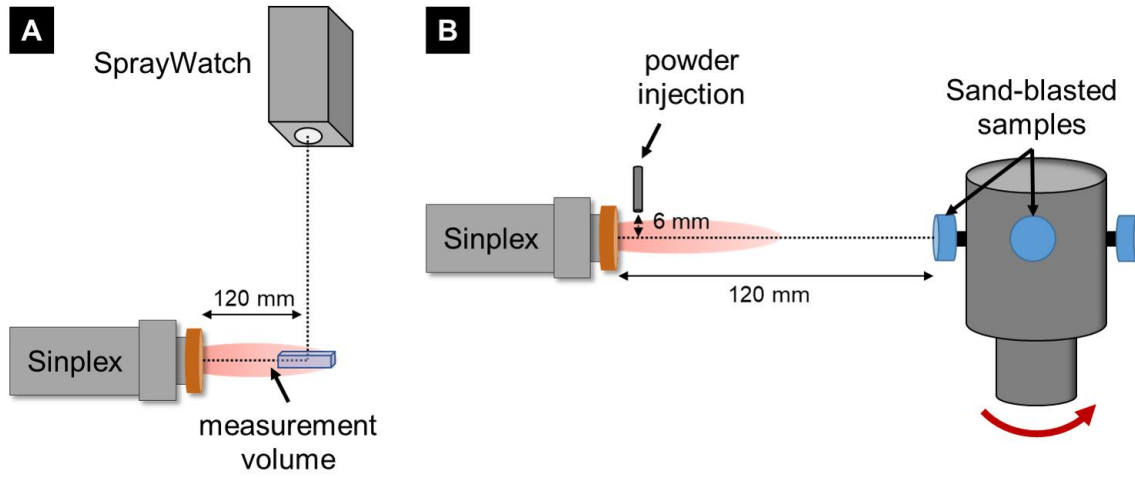 A
SprayWatch
120 mm
Sinplex
measurement
volume
B
powder
injection
Sand-blasted
samples
6 mm
Sinplex
120 mm